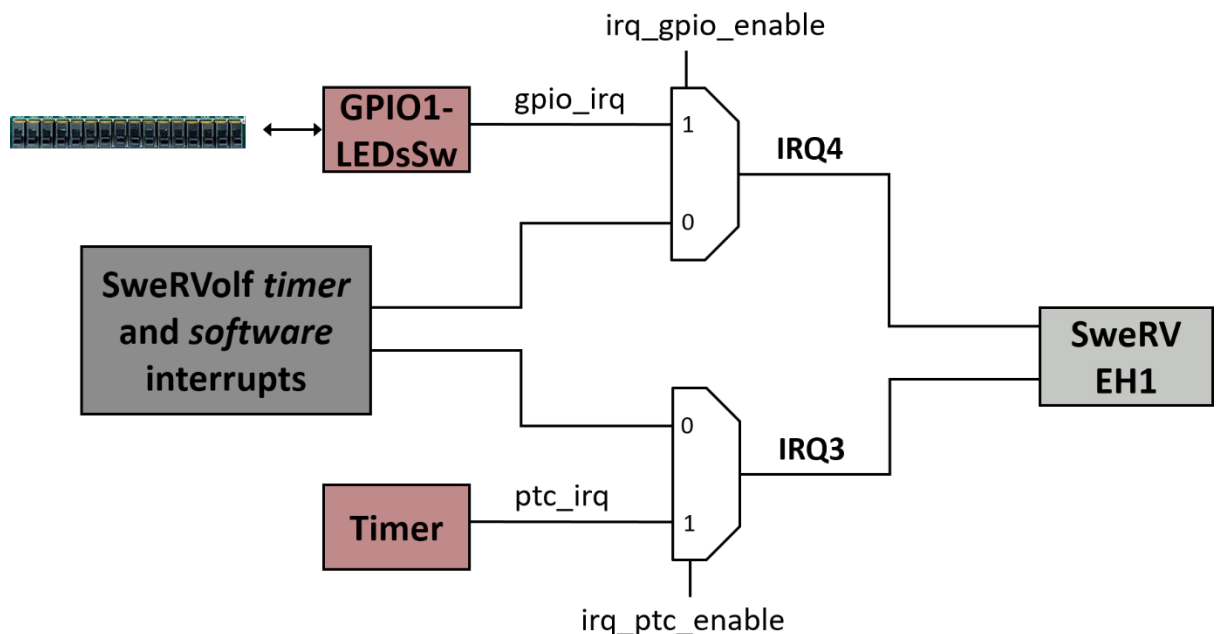 irq_gpio_enable
GPIO1-
LEDsSw
gpio_irq
1
IRQ4
0
SweRVolf timer
and software
interrupts
SweRV
EH1
0
IRQ3
Timer
ptc_irq
1
irq_ptc_enable